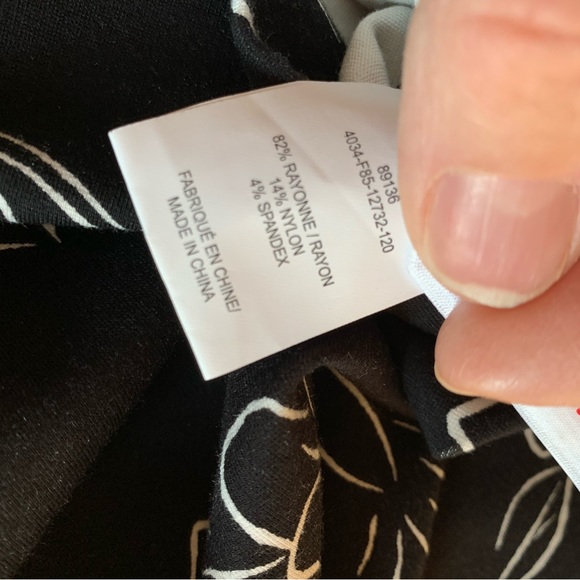 89136
4034-F85-12732-120
82% RAYONNE / RAYON
14% NYLON
4% SPANDEX
FABRIQUÉ EN CHINE/
MADE IN CHINA